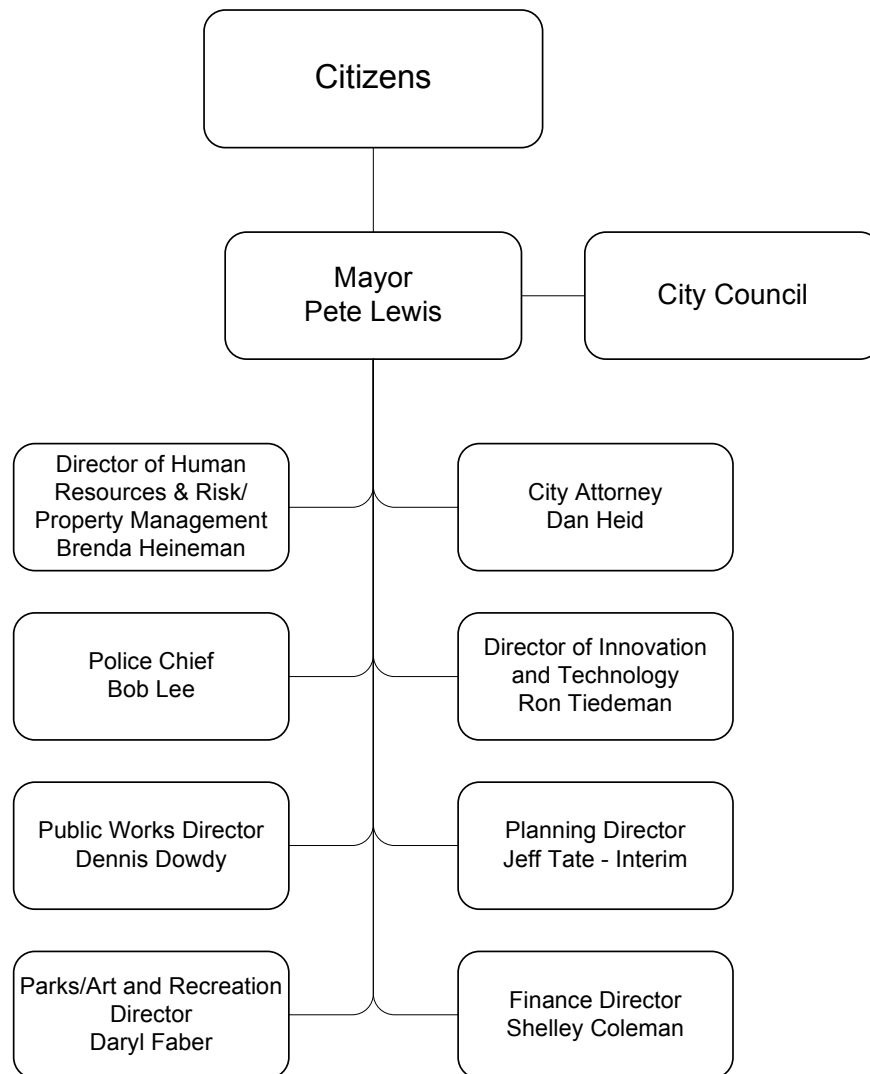 Citizens
Mayor
Pete Lewis
City Council
Director of Human
Resources & Risk/
Property Management
Brenda Heineman
City Attorney
Dan Heid
Police Chief
Bob Lee
Director of Innovation
and Technology
Ron Tiedeman
Public Works Director
Dennis Dowdy
Planning Director
Jeff Tate - Interim
Parks/Art and Recreation
Director
Daryl Faber
Finance Director
Shelley Coleman